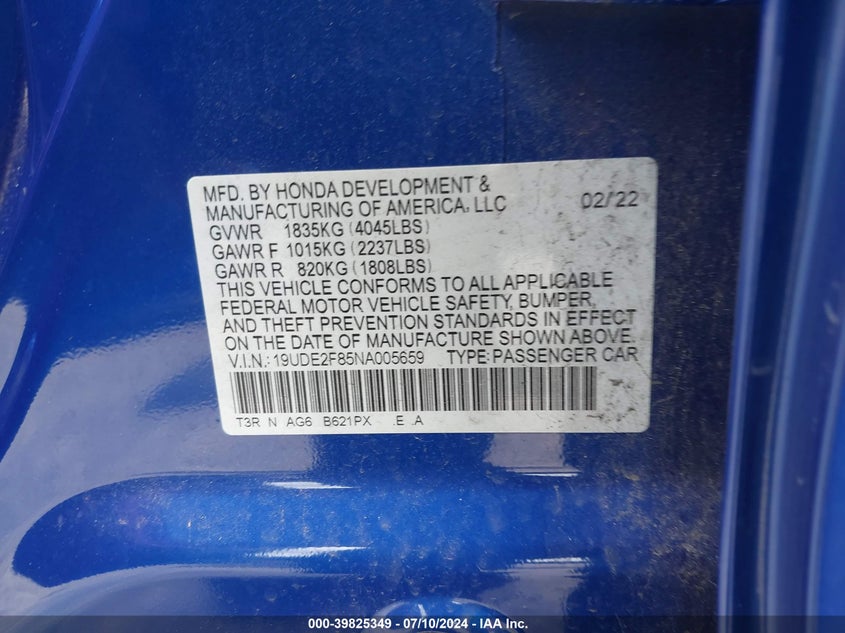 MFD. BY HONDA DEVELOPMENT &
MANUFACTURING OF AMERICA, LLC 02/22
GVWR 1835KG (4045LBS)
GAWR F 1015KG (2237LBS)
GAWR R 820KG (1808LBS)
THIS VEHICLE CONFORMS TO ALL APPLICABLE
FEDERAL MOTOR VEHICLE SAFETY, BUMPER,
AND THEFT PREVENTION STANDARDS IN EFFECT
ON THE DATE OF MANUFACTURE SHOWN ABOVE.
V.I.N.: 19UDE2F85NA005659 TYPE: PASSENGER CAR
T3R N AG6 B621PX .E .A
000-39825349 - 07/10/2024 - IAA Inc.